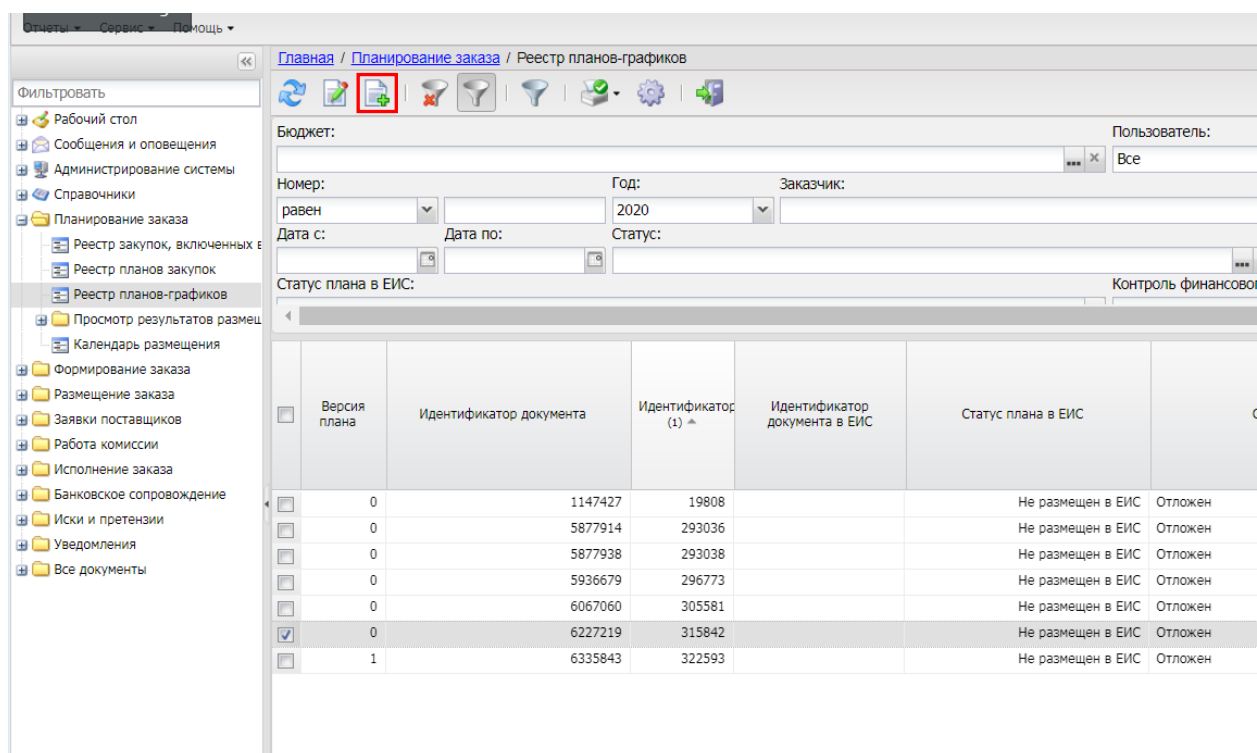 Отчеты Сервис Помощь
Главная / Планирование заказа / Реестр планов-графиков
Фильтровать
Рабочий стол
Сообщения и оповещения
Администрирование системы
Справочники
Планирование заказа
Реестр закупок, включенных в
Реестр планов закупок
Реестр планов-графиков
Просмотр результатов размещ
Календарь размещения
Формирование заказа
Размещение заказа
Заявки поставщиков
Работа комиссии
Исполнение заказа
Банковское сопровождение
Иски и претензии
Уведомления
Все документы
Бюджет: Пользователь:
... Все
Номер: Год: Заказчик:
равен 2020
Дата с: Дата по: Статус:
...
Статус плана в ЕИС: Контроль финансовог
Версия плана Идентификатор документа Идентификатор (1) Идентификатор документа в ЕИС Статус плана в ЕИС
0 1147427 19808 Не размещен в ЕИС Отложен
0 5877914 293036 Не размещен в ЕИС Отложен
0 5877938 293038 Не размещен в ЕИС Отложен
0 5936679 296773 Не размещен в ЕИС Отложен
0 6067060 305581 Не размещен в ЕИС Отложен
0 6227219 315842 Не размещен в ЕИС Отложен
1 6335843 322593 Не размещен в ЕИС Отложен